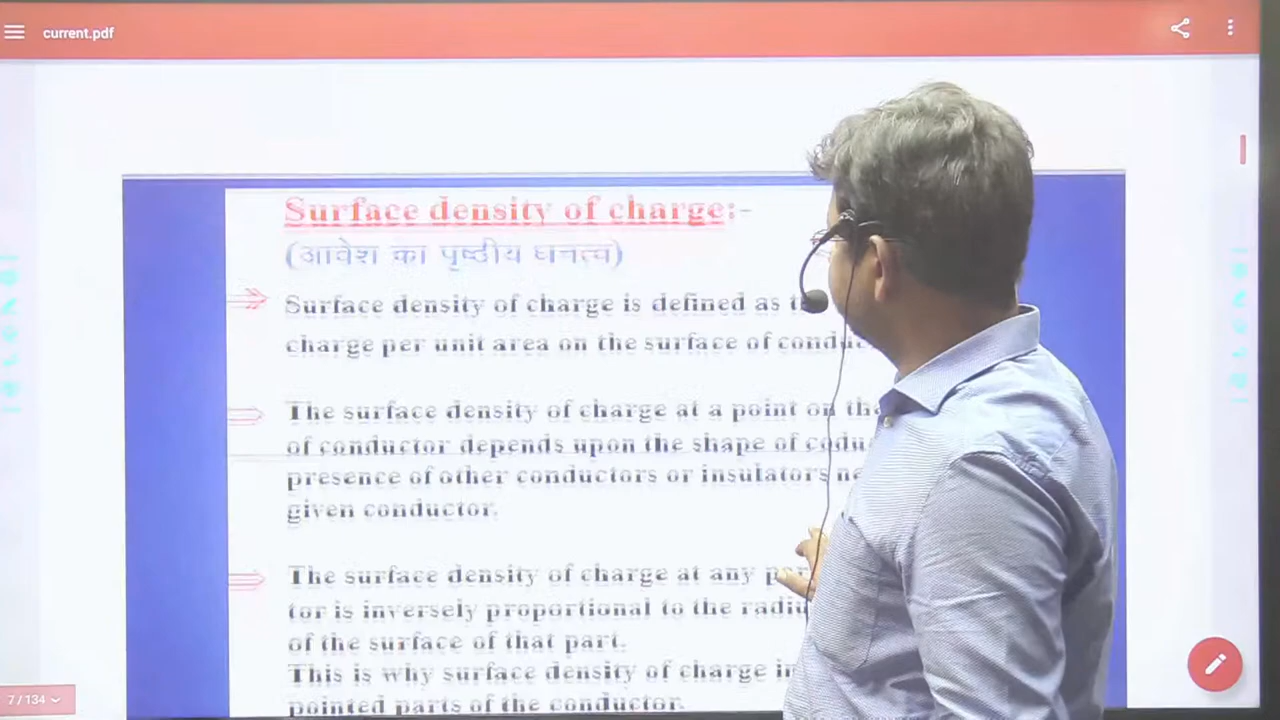 current.pdf
Surface density of charge:-
(आवेश का पृष्ठीय घनत्व)
Surface density of charge is defined as
charge per unit area on the surface of
The surface density of charge at a point on
of conductor depends upon the shape of
presence of other conductors or insulators
given conductor.
The surface density of charge at any
tor is inversely proportional to the
of the surface of that part.
This is why surface density of charge in
pointed parts of the conductor.
7 / 134